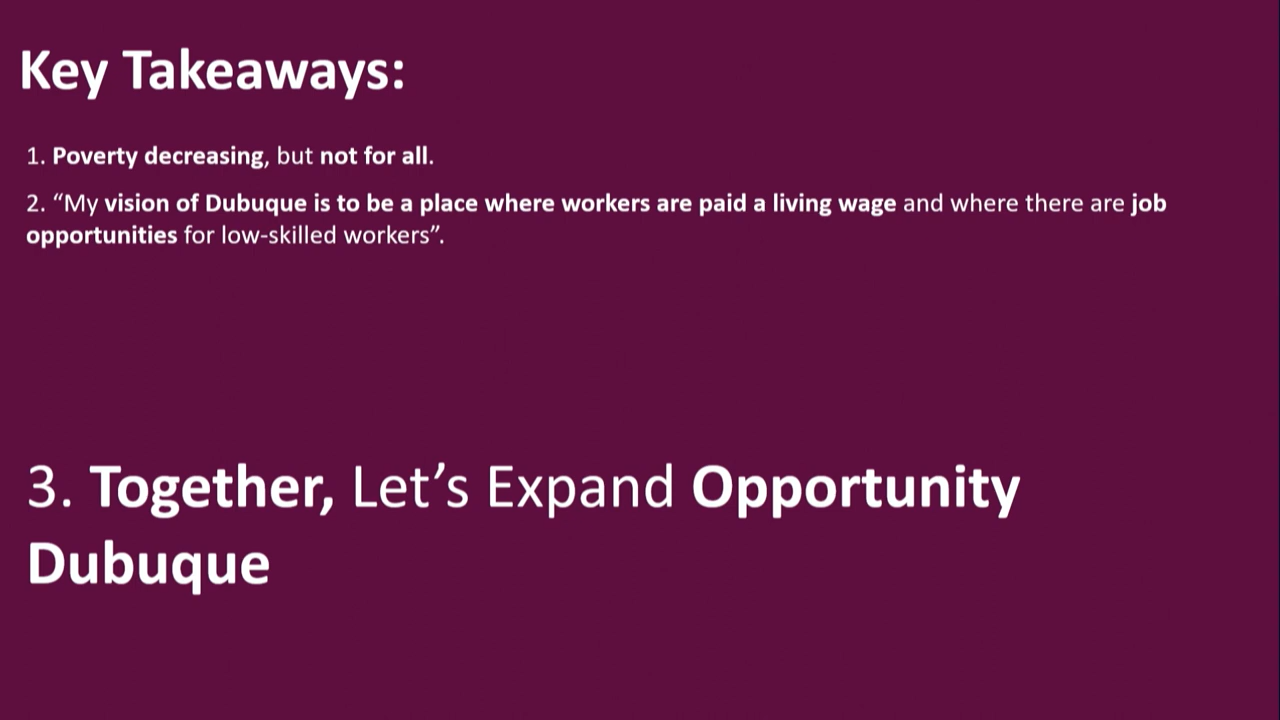 Key Takeaways:
1. Poverty decreasing, but not for all.
2. “My vision of Dubuque is to be a place where workers are paid a living wage and where there are job
opportunities for low-skilled workers”.
3. Together, Let’s Expand Opportunity
Dubuque